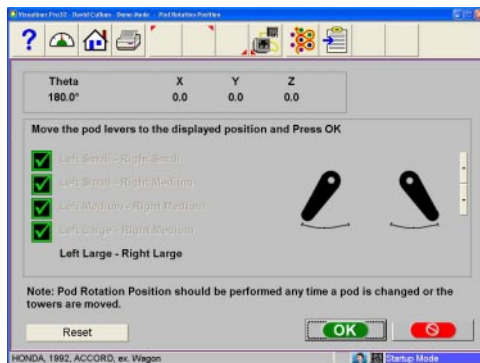 Visualiner Pro32 - David Cullum - Demo Mode - Pod Rotation Position
Theta X Y Z
180.0° 0.0 0.0 0.0
Move the pod levers to the displayed position and Press OK
Left Small - Right Small
Left Small - Right Medium
Left Medium - Right Medium
Left Large - Right Medium
Left Large - Right Large
Note: Pod Rotation Position should be performed any time a pod is changed or the
towers are moved.
Reset
OK
HONDA, 1992, ACCORD, ex. Wagon
Startup Mode